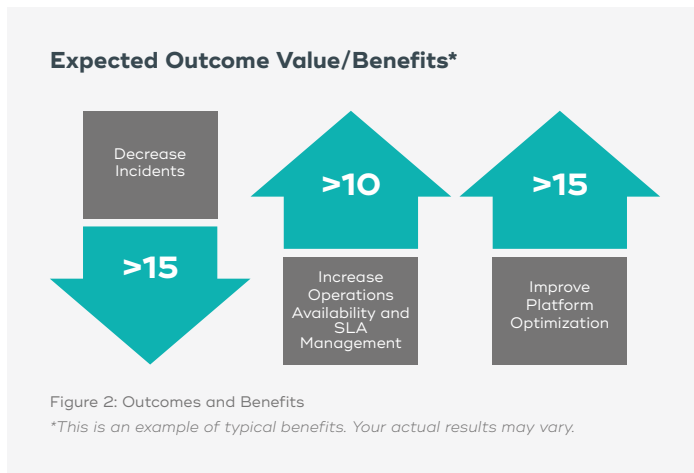 Expected Outcome Value/Benefits*
Decrease
Incidents
>15
>10
Increase
Operations
Availability and
SLA
Management
>15
Improve
Platform
Optimization
Figure 2: Outcomes and Benefits
*This is an example of typical benefits. Your actual results may vary.